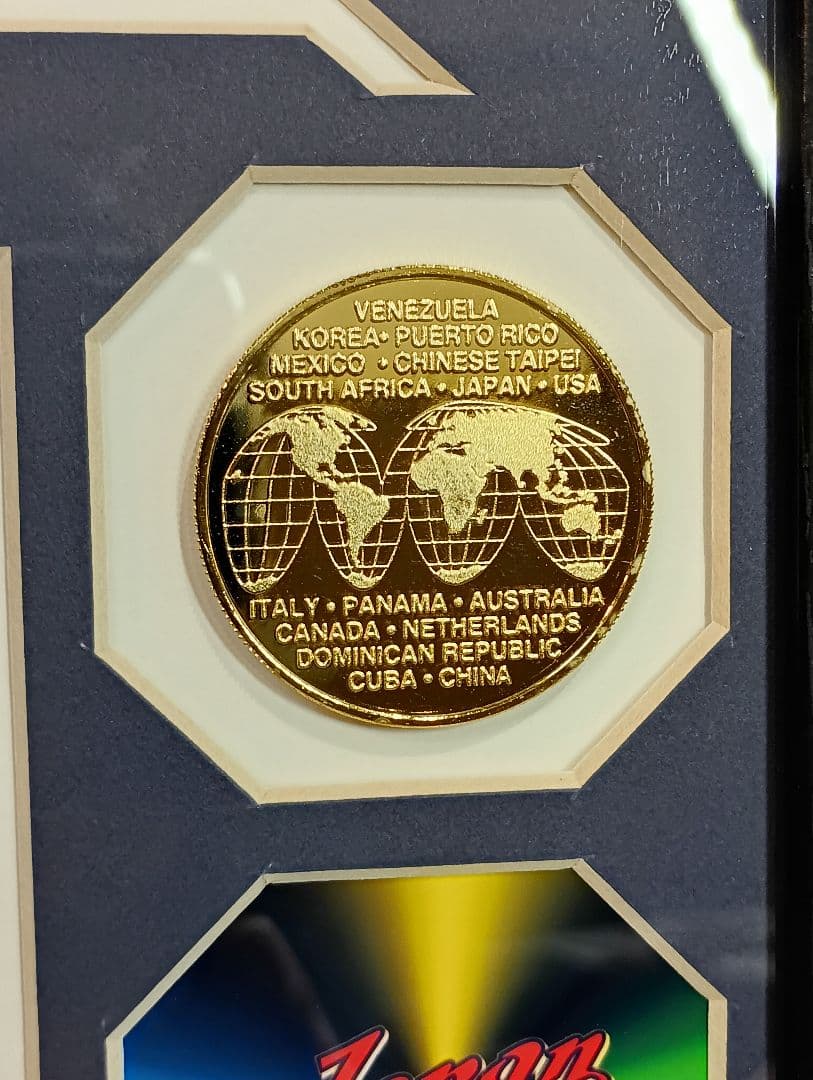 VENEZUELA
KOREA • PUERTO RICO
MEXICO • CHINESE TAIPEI
SOUTH AFRICA • JAPAN • USA
ITALY • PANAMA • AUSTRALIA
CANADA • NETHERLANDS
DOMINICAN REPUBLIC
CUBA • CHINA
Japan